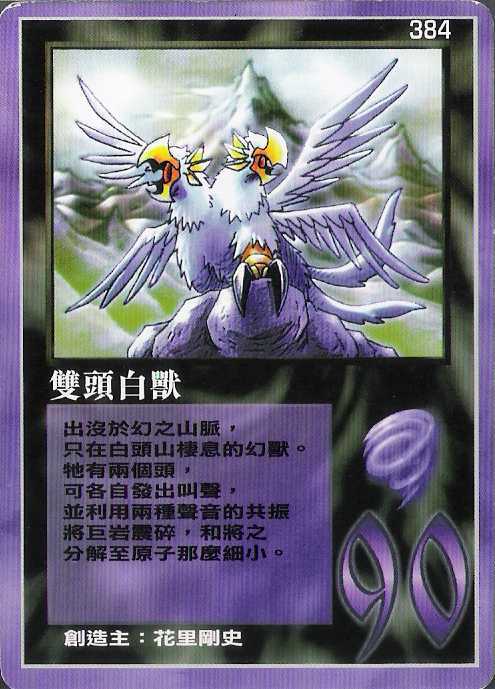 384
雙頭白獸
出沒於幻之山脈，
只在白頭山棲息的幻獸。
牠有兩個頭，
可各自發出叫聲，
並利用兩種聲音的共振
將巨岩震碎，和將之
分解至原子那麼細小。
90
創造主：花里剛史